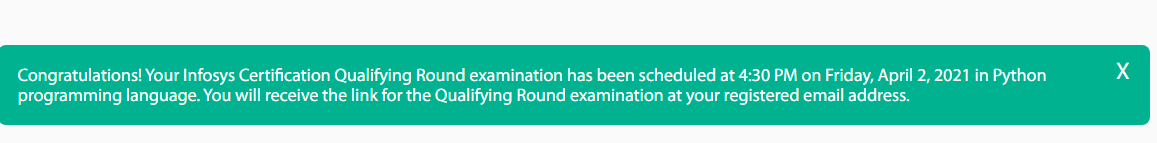 Congratulations! Your Infosys Certification Qualifying Round examination has been scheduled at 4:30 PM on Friday, April 2, 2021 in Python
programming language. You will receive the link for the Qualifying Round examination at your registered email address.
X